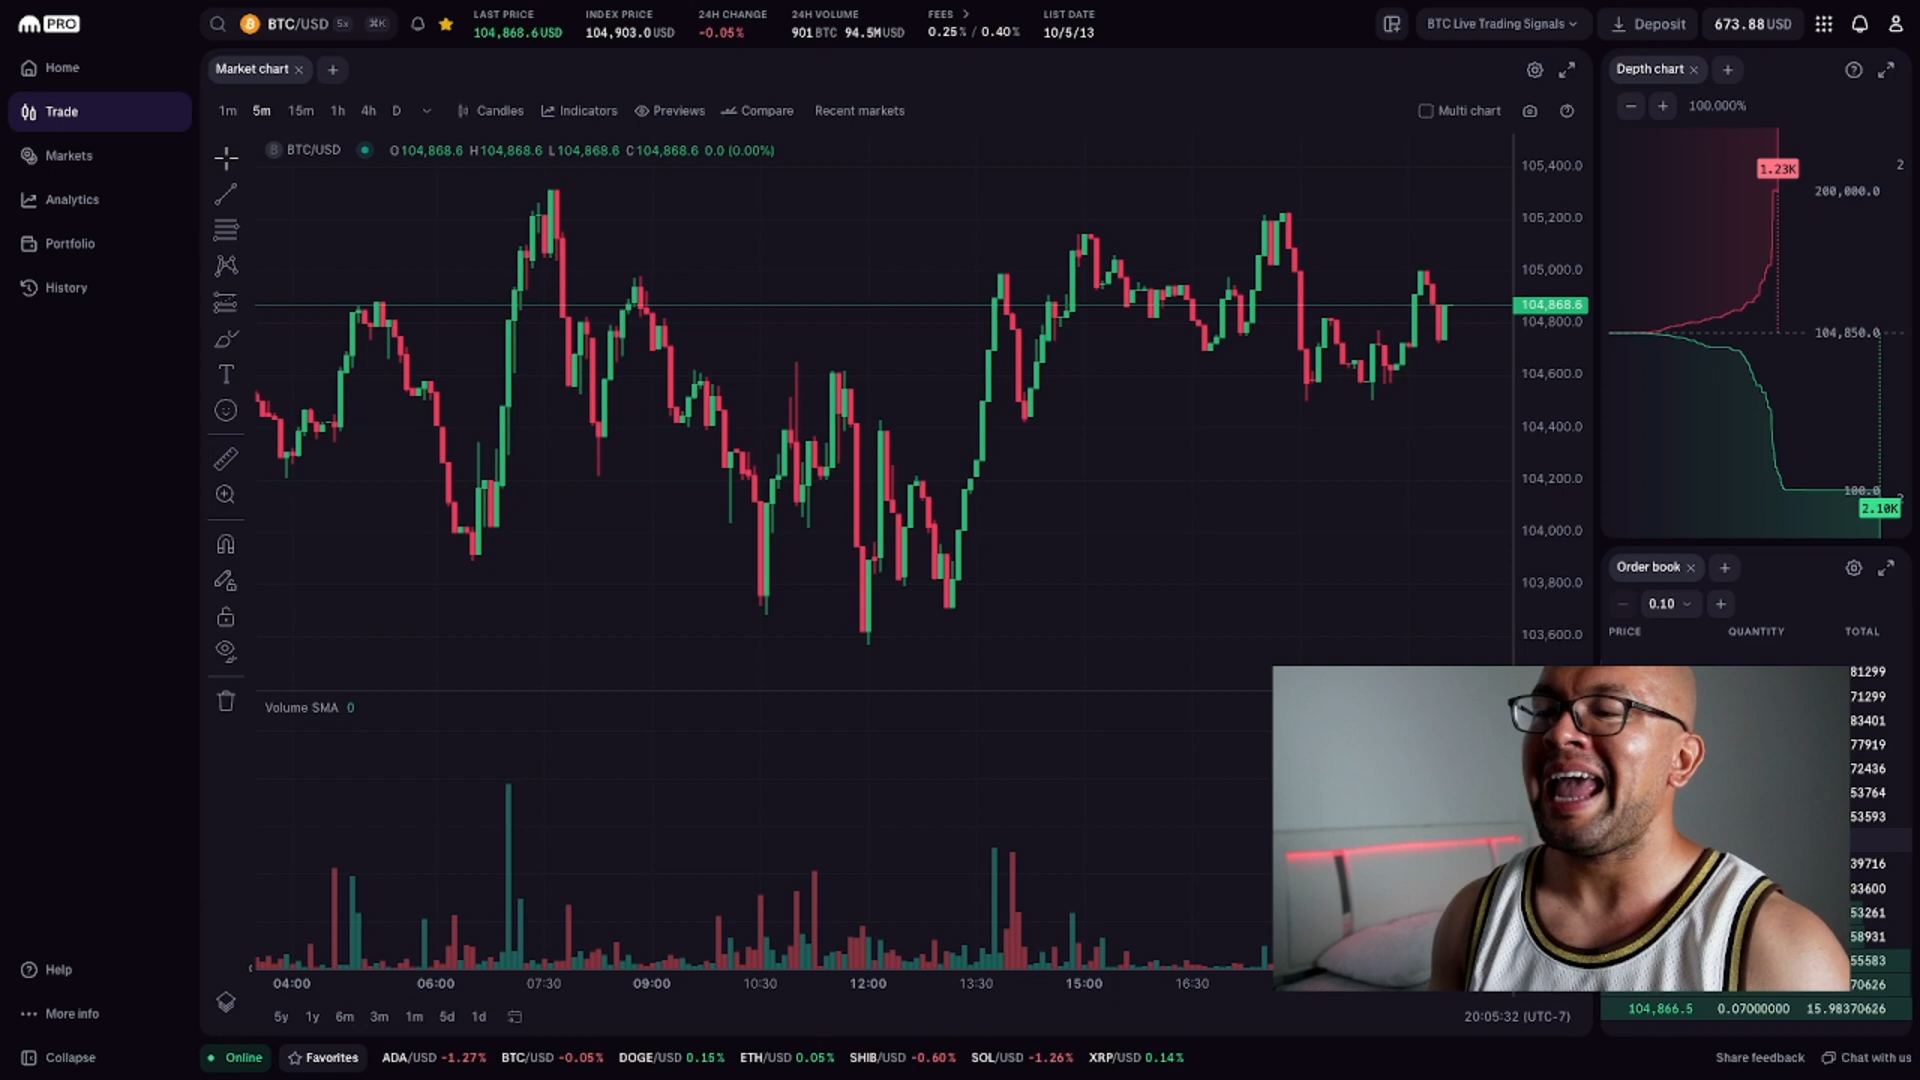 PRO
BTC/USD 5x ⌘K
LAST PRICE
104,868.6 USD
INDEX PRICE
104,903.0 USD
24H CHANGE
-0.05%
24H VOLUME
901 BTC 94.5M USD
FEES >
0.25% / 0.40%
LIST DATE
10/5/13
BTC Live Trading Signals
Deposit
673.88 USD
Home
Trade
Markets
Analytics
Portfolio
History
Market chart × +
1m 5m 15m 1h 4h D Candles Indicators Previews Compare Recent markets
Multi chart
B BTC/USD O104,868.6 H104,868.6 L104,868.6 C104,868.6 0.0 (0.00%)
105,400.0
105,200.0
105,000.0
104,868.6
104,800.0
104,600.0
104,400.0
104,200.0
104,000.0
103,800.0
103,600.0
Volume SMA 0
04:00 06:00 07:30 09:00 10:30 12:00 13:30 15:00 16:30
5y 1y 6m 3m 1m 5d 1d
20:05:32 (UTC-7)
Depth chart × +
− + 100.000%
1.23K
2
200,000.0
104,850.0
100.0
2.10K
Order book × +
− 0.10 +
PRICE QUANTITY TOTAL
81299
71299
83401
77919
72436
53764
53593
39716
33600
53261
58931
55583
70626
104,866.5 0.07000000 15.98370626
Help
More info
Collapse
Online
Favorites
ADA/USD -1.27% BTC/USD -0.05% DOGE/USD 0.15% ETH/USD 0.05% SHIB/USD -0.60% SOL/USD -1.26% XRP/USD 0.14%
Share feedback
Chat with us